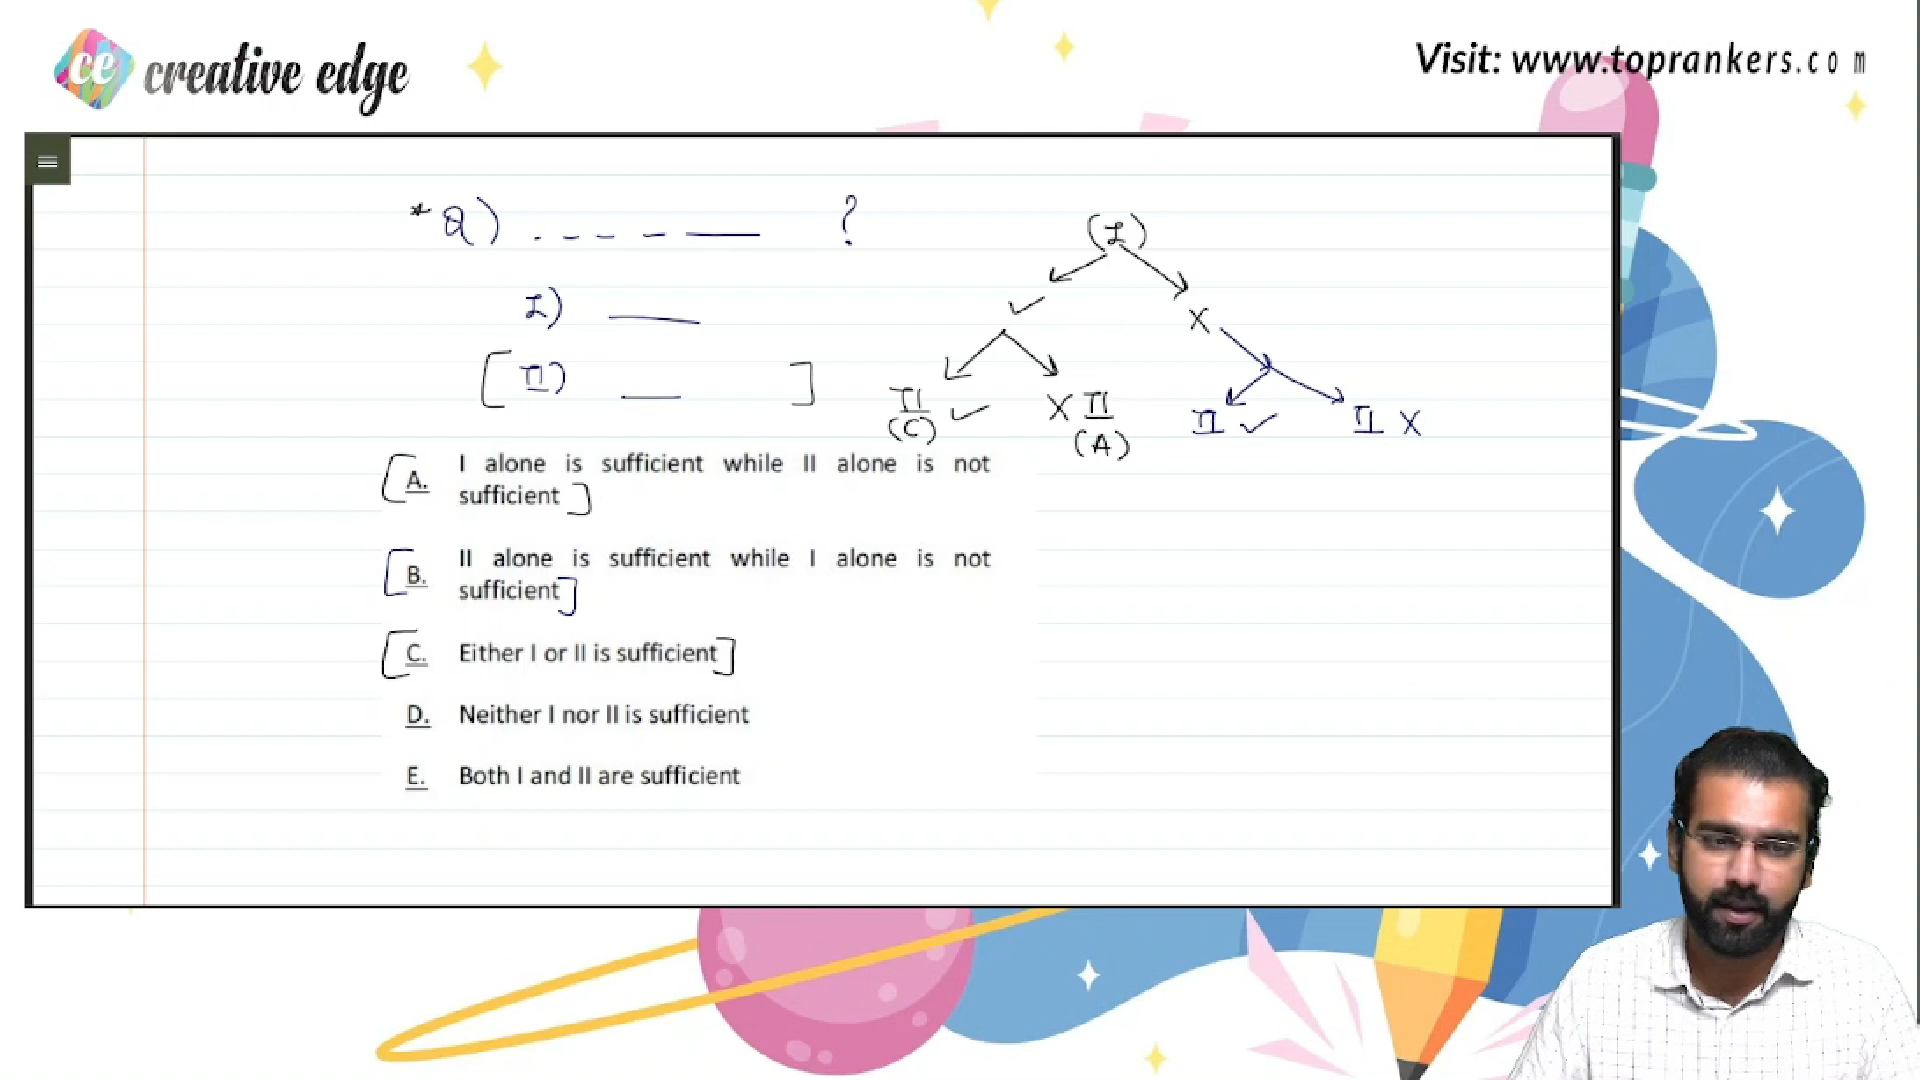 ce creative edge
Visit: www.toprankers.com
* Q) . - - - — ?
I) —
[ II) — ]
(I)
✓ X
II ✓ X II II ✓ II X
(C) (A)
[A. I alone is sufficient while II alone is not
sufficient ]
[B. II alone is sufficient while I alone is not
sufficient ]
[C. Either I or II is sufficient ]
D. Neither I nor II is sufficient
E. Both I and II are sufficient